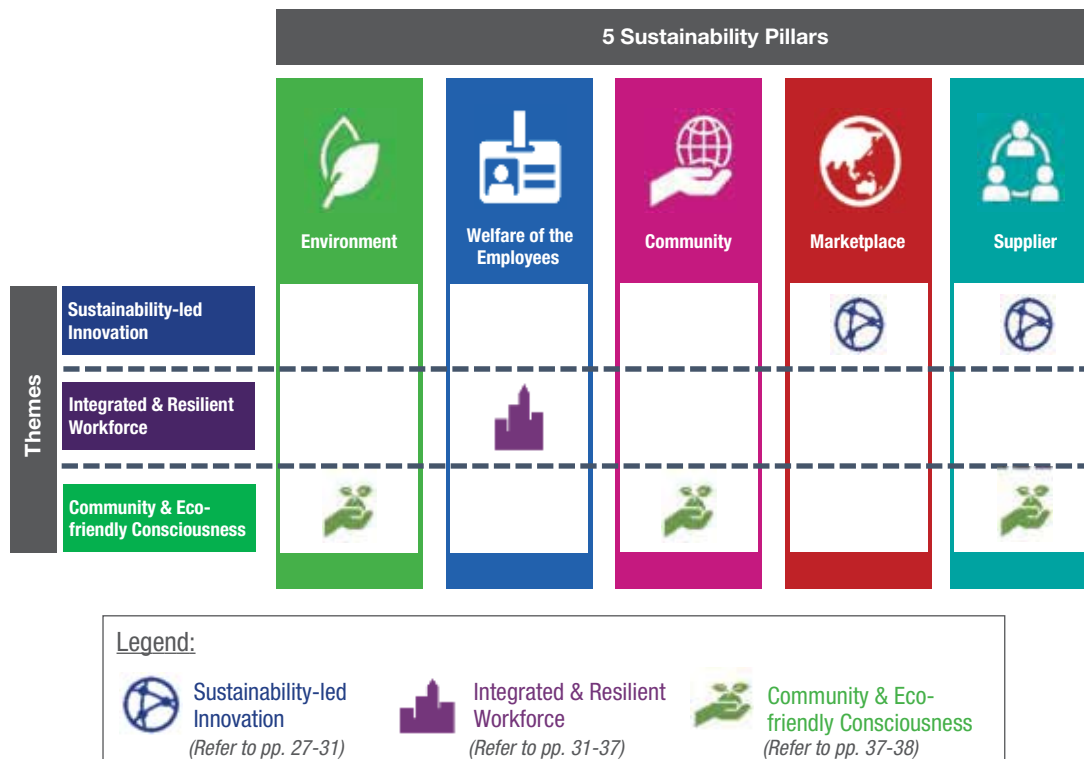 5 Sustainability Pillars
Environment
Welfare of the
Employees
Community
Marketplace
Supplier
Themes
Sustainability-led
Innovation
Integrated & Resilient
Workforce
Community & Eco-
friendly Consciousness
Legend:
Sustainability-led
Innovation
(Refer to pp. 27-31)
Integrated & Resilient
Workforce
(Refer to pp. 31-37)
Community & Eco-
friendly Consciousness
(Refer to pp. 37-38)